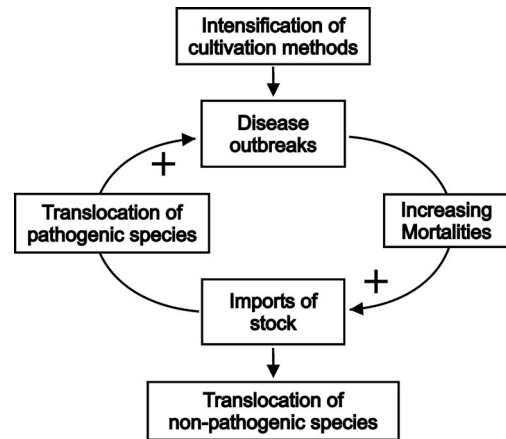 Intensification of
cultivation methods
Disease
outbreaks
+
Translocation of
pathogenic species
Increasing
Mortalities
+
Imports of
stock
Translocation of
non-pathogenic species